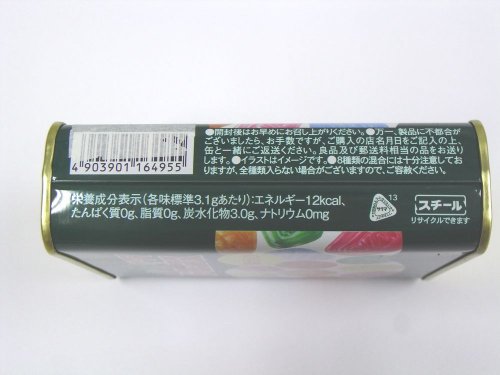 4 903901 164955
●開封後はお早めにお召し上がりください。●万一、製品に不都合が
ございましたら、お手数ですが、ご購入の店名月日をご記入の上、
缶と一緒にご返送ください。良品及び郵送料相当の品をお送り
します。●イラストはイメージです。●8種類の混合には十分注意してお
りますが、全種類入らない場合がございますので、ご容赦ください。
栄養成分表示(各味標準3.1gあたり):エネルギー12kcal、
たんぱく質0g、脂質0g、炭水化物3.0g、ナトリウム0mg
13
サクマ
スチール
リサイクルできます